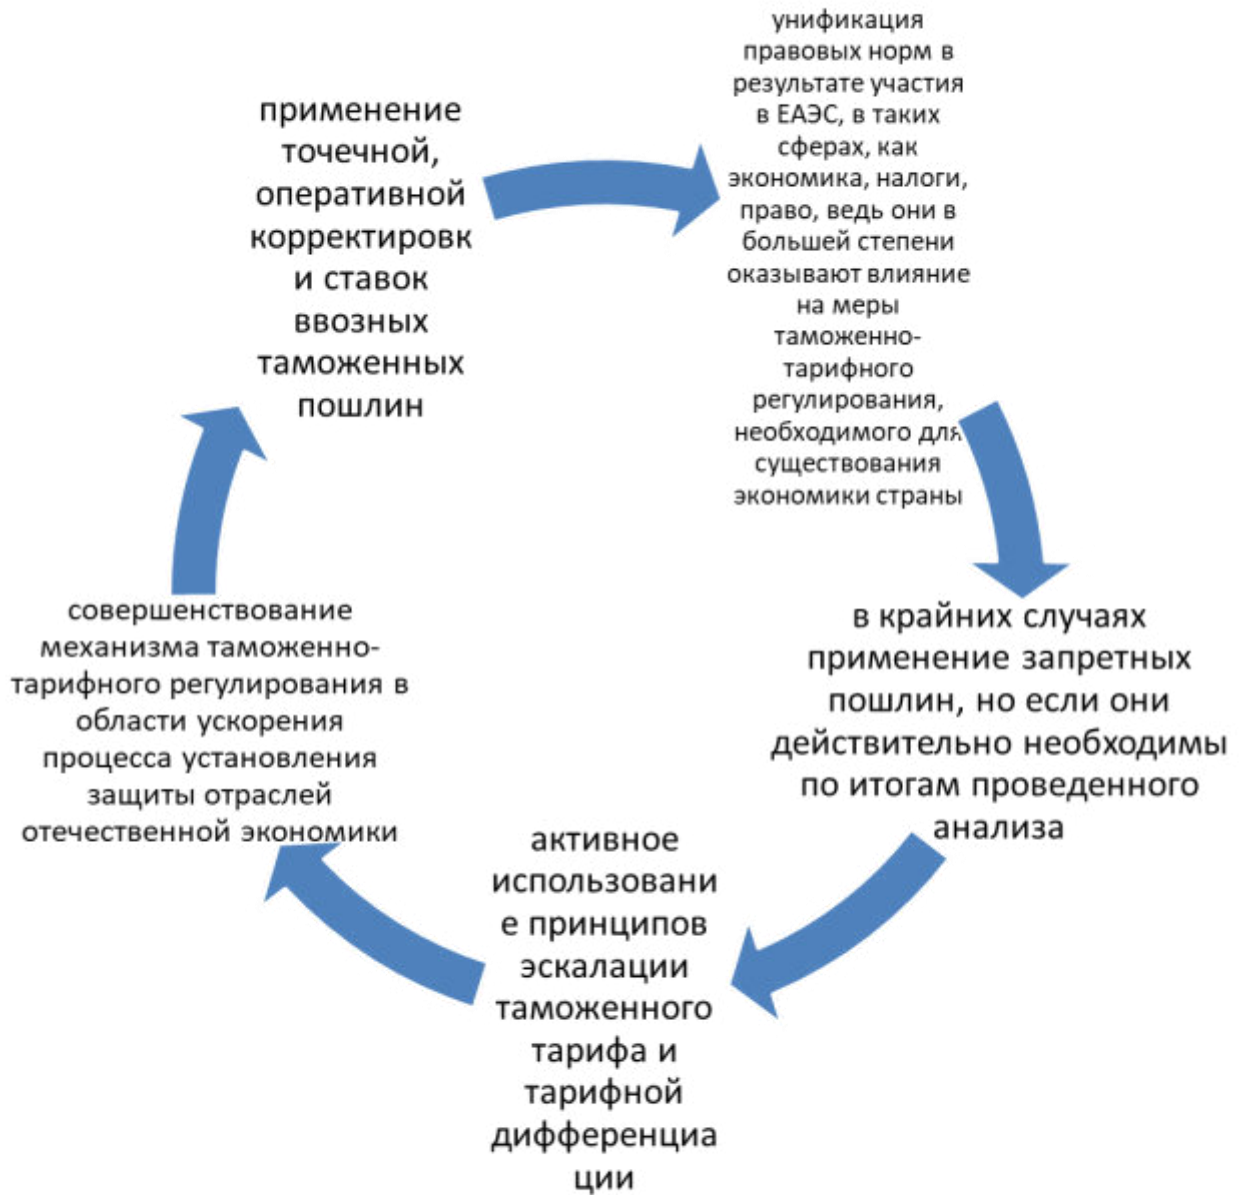 применение
точечной,
оперативной
корректировк
и ставок
ввозных
таможенных
пошлин
унификация
правовых норм в
результате участия
в ЕАЭС, в таких
сферах, как
экономика, налоги,
право, ведь они в
большей степени
оказывают влияние
на меры
таможенно-
тарифного
регулирования,
необходимого для
существования
экономики страны
в крайних случаях
применение запретных
пошлин, но если они
действительно необходимы
по итогам проведенного
анализа
активное
использовани
е принципов
эскалации
таможенного
тарифа и
тарифной
дифференциа
ции
совершенствование
механизма таможенно-
тарифного регулирования в
области ускорения
процесса установления
защиты отраслей
отечественной экономики